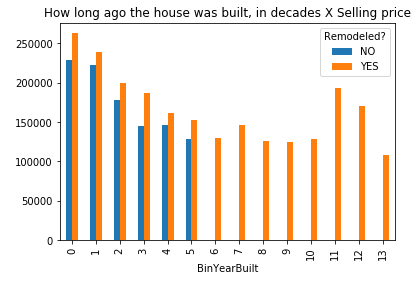 How long ago the house was built, in decades X Selling price
Remodeled?
NO
YES
250000
200000
150000
100000
50000
0
0 1 2 3 4 5 6 7 8 9 10 11 12 13
BinYearBuilt